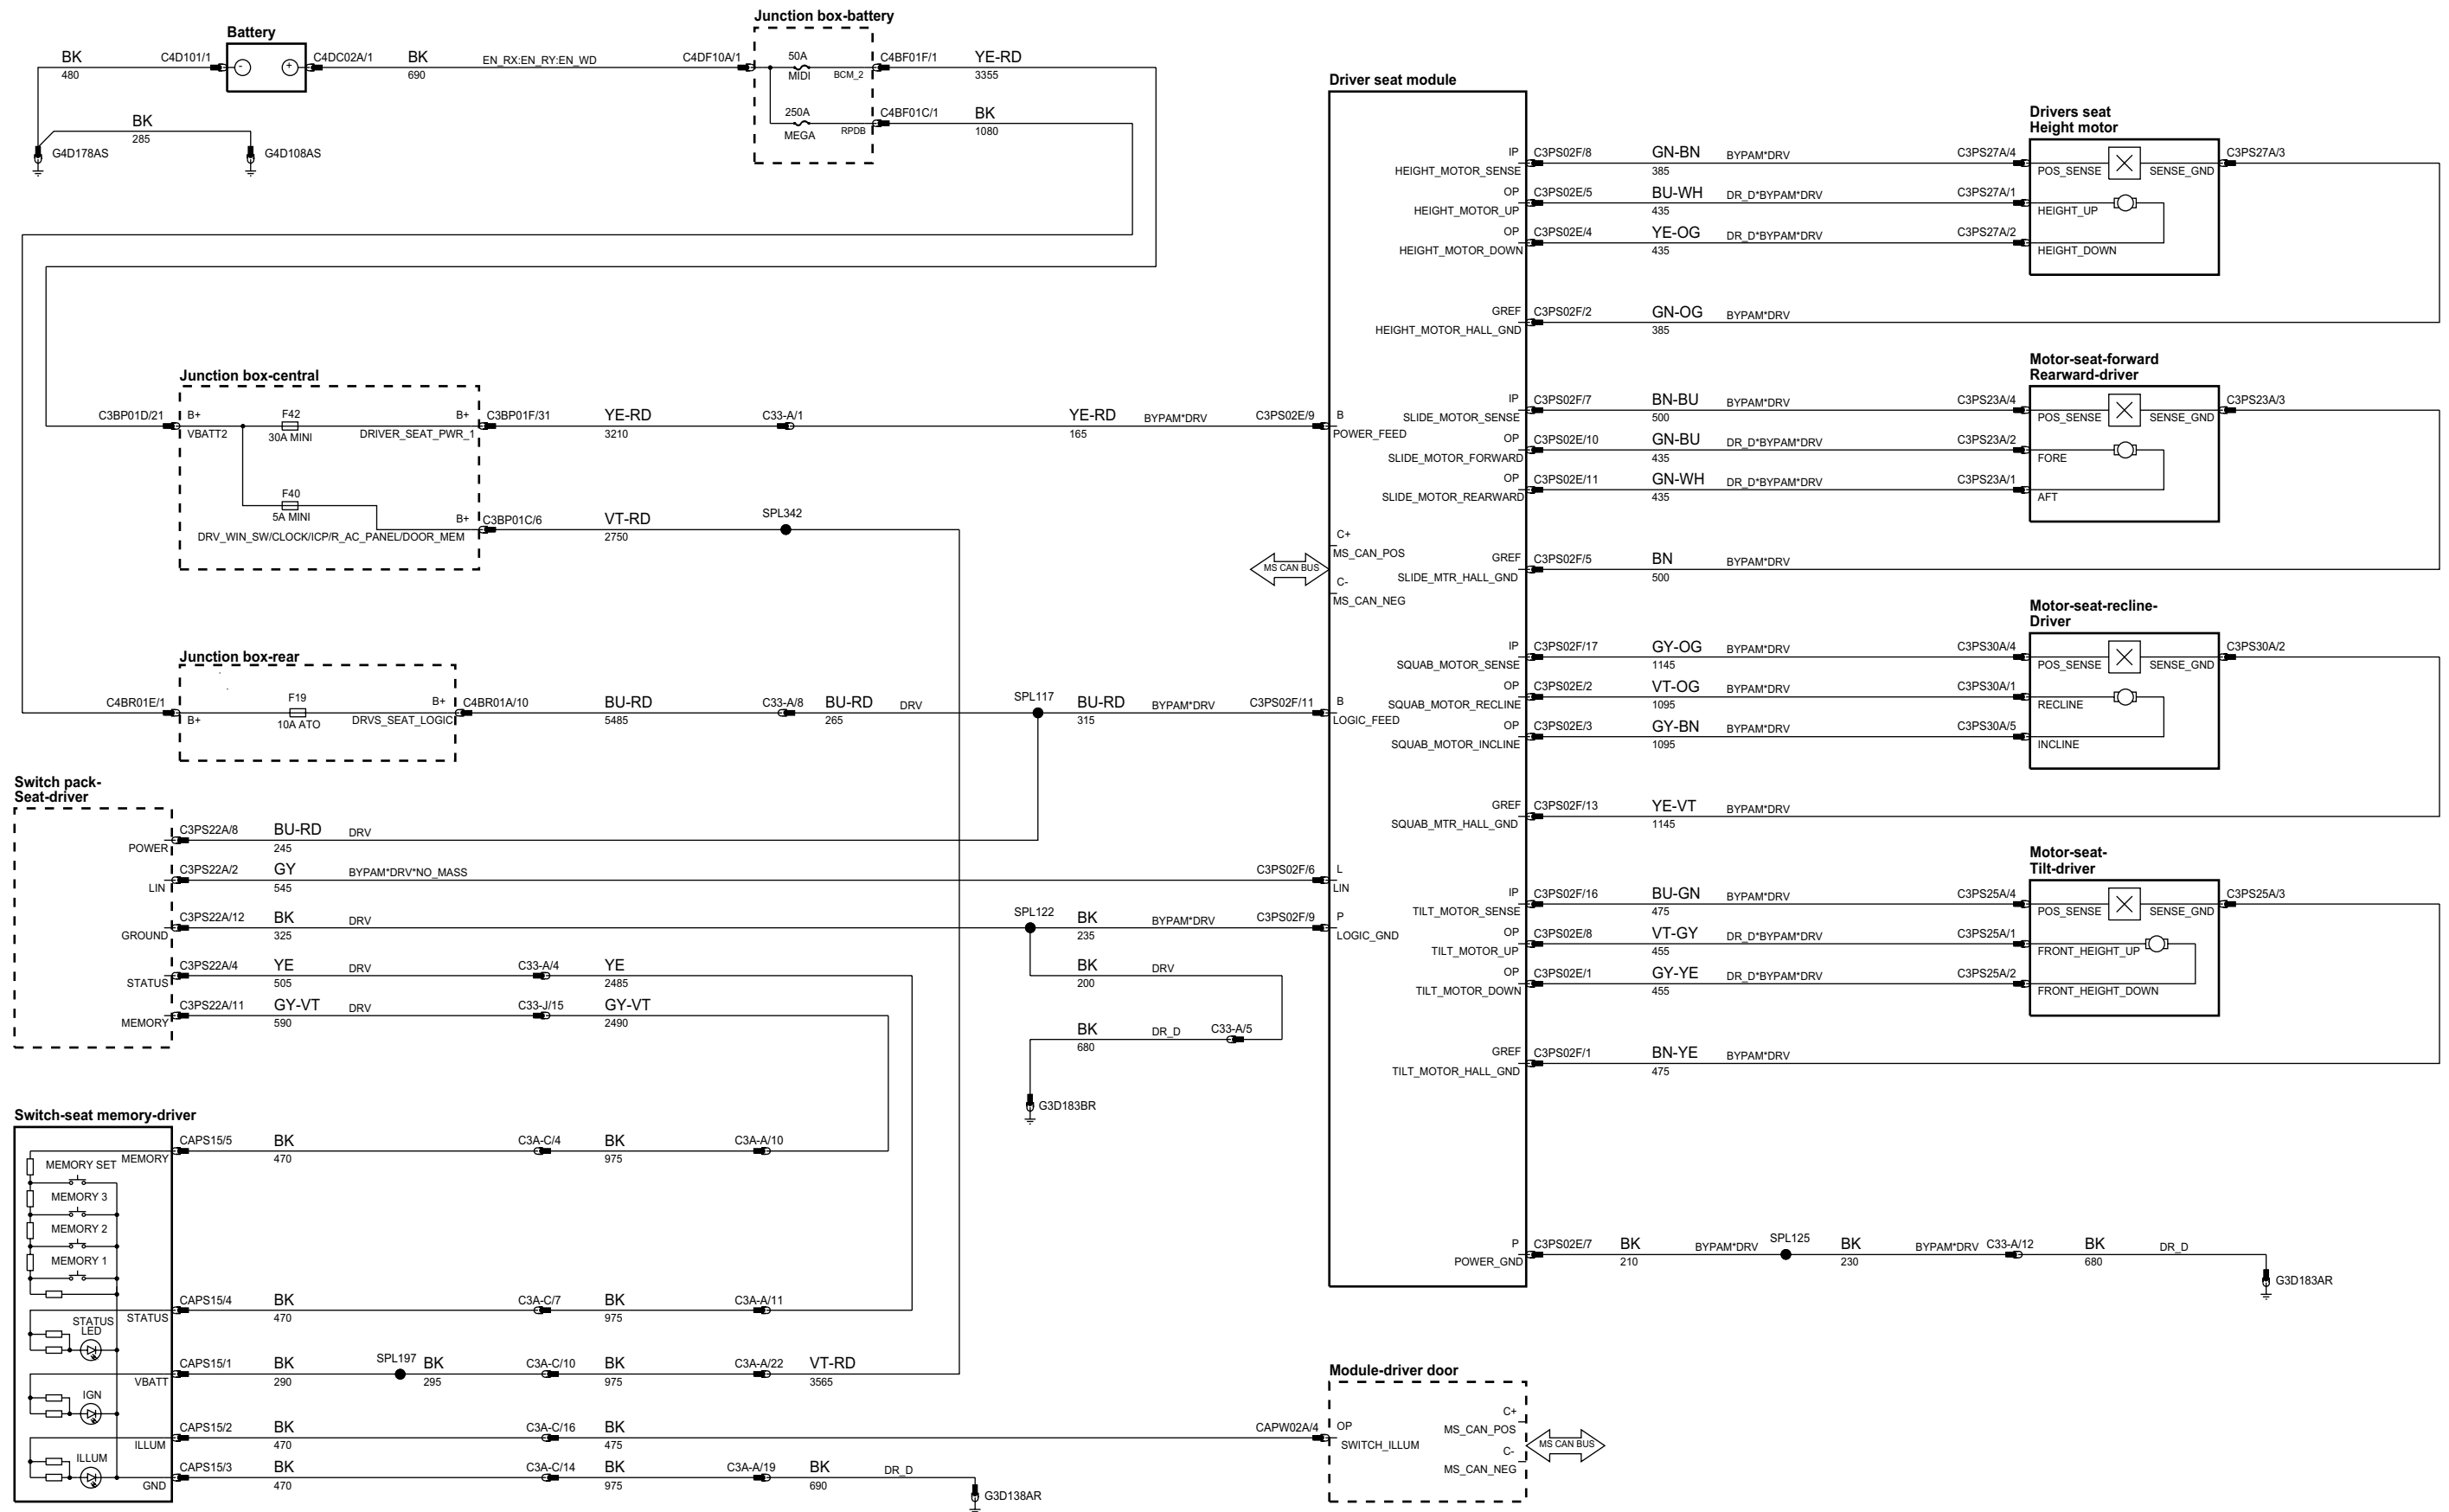 Junction box-battery
Battery
BK
480
C4D101/1
-
+
C4DC02A/1
BK
690
EN_RX:EN_RY:EN_WD
C4DF10A/1
50A
MIDI
BCM_2
C4BF01F/1
YE-RD
3355
250A
MEGA
RPDB
C4BF01C/1
BK
1080
BK
285
G4D178AS
G4D108AS
Junction box-central
C3BP01D/21
B+
VBATT2
F42
30A MINI
B+
DRIVER_SEAT_PWR_1
C3BP01F/31
YE-RD
3210
C33-A/1
YE-RD
165
BYPAM*DRV
C3PS02E/9
F40
5A MINI
B+
DRV_WIN_SW/CLOCK/ICP/R_AC_PANEL/DOOR_MEM
C3BP01C/6
VT-RD
2750
SPL342
Junction box-rear
C4BR01E/1
B+
F19
10A ATO
B+
DRVS_SEAT_LOGIC
C4BR01A/10
BU-RD
5485
C33-A/8
BU-RD
265
DRV
SPL117
BU-RD
315
BYPAM*DRV
C3PS02F/11
Switch pack-
Seat-driver
POWER
C3PS22A/8
BU-RD
245
DRV
LIN
C3PS22A/2
GY
545
BYPAM*DRV*NO_MASS
C3PS02F/6
GROUND
C3PS22A/12
BK
325
DRV
SPL122
BK
235
BYPAM*DRV
C3PS02F/9
STATUS
C3PS22A/4
YE
505
DRV
C33-A/4
YE
2485
BK
200
DRV
MEMORY
C3PS22A/11
GY-VT
590
DRV
C33-J/15
GY-VT
2490
BK
680
DR_D
C33-A/5
G3D183BR
Switch-seat memory-driver
MEMORY
CAPS15/5
BK
470
C3A-C/4
BK
975
C3A-A/10
MEMORY SET
MEMORY 3
MEMORY 2
MEMORY 1
STATUS
CAPS15/4
BK
470
C3A-C/7
BK
975
C3A-A/11
STATUS
LED
VBATT
CAPS15/1
BK
290
SPL197
BK
295
C3A-C/10
BK
975
C3A-A/22
VT-RD
3565
IGN
ILLUM
CAPS15/2
BK
470
C3A-C/16
BK
475
CAPW02A/4
ILLUM
GND
CAPS15/3
BK
470
C3A-C/14
BK
975
C3A-A/19
BK
690
DR_D
G3D138AR
Driver seat module
B
POWER_FEED
C+
MS_CAN_POS
C-
MS_CAN_NEG
MS CAN BUS
B
LOGIC_FEED
L
LIN
P
LOGIC_GND
IP
HEIGHT_MOTOR_SENSE
C3PS02F/8
GN-BN
385
BYPAM*DRV
C3PS27A/4
OP
HEIGHT_MOTOR_UP
C3PS02E/5
BU-WH
435
DR_D*BYPAM*DRV
C3PS27A/1
OP
HEIGHT_MOTOR_DOWN
C3PS02E/4
YE-OG
435
DR_D*BYPAM*DRV
C3PS27A/2
GREF
HEIGHT_MOTOR_HALL_GND
C3PS02F/2
GN-OG
385
BYPAM*DRV
Drivers seat
Height motor
POS_SENSE
SENSE_GND
C3PS27A/3
HEIGHT_UP
HEIGHT_DOWN
IP
SLIDE_MOTOR_SENSE
C3PS02F/7
BN-BU
500
BYPAM*DRV
C3PS23A/4
OP
SLIDE_MOTOR_FORWARD
C3PS02E/10
GN-BU
435
DR_D*BYPAM*DRV
C3PS23A/2
OP
SLIDE_MOTOR_REARWARD
C3PS02E/11
GN-WH
435
DR_D*BYPAM*DRV
C3PS23A/1
GREF
SLIDE_MTR_HALL_GND
C3PS02F/5
BN
500
BYPAM*DRV
Motor-seat-forward
Rearward-driver
POS_SENSE
SENSE_GND
C3PS23A/3
FORE
AFT
IP
SQUAB_MOTOR_SENSE
C3PS02F/17
GY-OG
1145
BYPAM*DRV
C3PS30A/4
OP
SQUAB_MOTOR_RECLINE
C3PS02E/2
VT-OG
1095
BYPAM*DRV
C3PS30A/1
OP
SQUAB_MOTOR_INCLINE
C3PS02E/3
GY-BN
1095
BYPAM*DRV
C3PS30A/5
GREF
SQUAB_MTR_HALL_GND
C3PS02F/13
YE-VT
1145
BYPAM*DRV
Motor-seat-recline-
Driver
POS_SENSE
SENSE_GND
C3PS30A/2
RECLINE
INCLINE
IP
TILT_MOTOR_SENSE
C3PS02F/16
BU-GN
475
BYPAM*DRV
C3PS25A/4
OP
TILT_MOTOR_UP
C3PS02E/8
VT-GY
455
DR_D*BYPAM*DRV
C3PS25A/1
OP
TILT_MOTOR_DOWN
C3PS02E/1
GY-YE
455
DR_D*BYPAM*DRV
C3PS25A/2
GREF
TILT_MOTOR_HALL_GND
C3PS02F/1
BN-YE
475
BYPAM*DRV
Motor-seat-
Tilt-driver
POS_SENSE
SENSE_GND
C3PS25A/3
FRONT_HEIGHT_UP
FRONT_HEIGHT_DOWN
P
POWER_GND
C3PS02E/7
BK
210
BYPAM*DRV
SPL125
BK
230
BYPAM*DRV
C33-A/12
BK
680
DR_D
G3D183AR
Module-driver door
OP
SWITCH_ILLUM
C+
MS_CAN_POS
C-
MS_CAN_NEG
MS CAN BUS